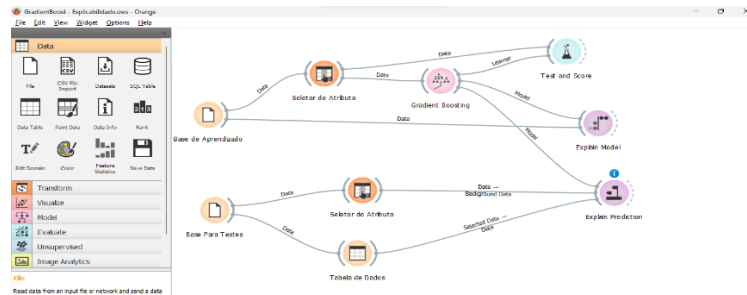 GradientBoost - Explicabilidade.ows - Orange
File Edit View Widget Options Help
Data
File
CSV File Import
Datasets
SQL Table
Data Table
Paint Data
Data Info
Rank
Edit Domain
Color
Feature Statistics
Save Data
Transform
Visualize
Model
Evaluate
Unsupervised
Image Analytics
File
Read data from an input file or network and send a data
Base de Aprendizado
Data
Seletor do Atributo
Data
Data
Gradient Boosting
Learner
Test and Score
Model
Data
Explain Model
Model
Base Para Testes
Data
Seletor do Atributo
Data →
Background Data
Explain Prediction
Data
Tabela de Dados
Selected Data →
Data